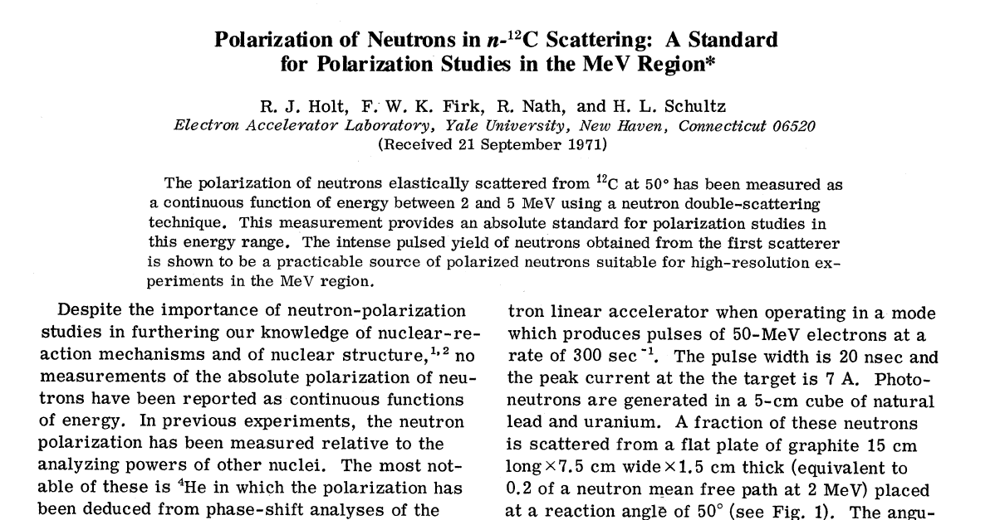 Polarization of Neutrons in n-¹²C Scattering: A Standard
for Polarization Studies in the MeV Region*
R. J. Holt, F. W. K. Firk, R. Nath, and H. L. Schultz
Electron Accelerator Laboratory, Yale University, New Haven, Connecticut 06520
(Received 21 September 1971)
The polarization of neutrons elastically scattered from ¹²C at 50° has been measured as
a continuous function of energy between 2 and 5 MeV using a neutron double-scattering
technique. This measurement provides an absolute standard for polarization studies in
this energy range. The intense pulsed yield of neutrons obtained from the first scatterer
is shown to be a practicable source of polarized neutrons suitable for high-resolution ex-
periments in the MeV region.
Despite the importance of neutron-polarization
studies in furthering our knowledge of nuclear-re-
action mechanisms and of nuclear structure,¹,² no
measurements of the absolute polarization of neu-
trons have been reported as continuous functions
of energy. In previous experiments, the neutron
polarization has been measured relative to the
analyzing powers of other nuclei. The most not-
able of these is ⁴He in which the polarization has
been deduced from phase-shift analyses of the
tron linear accelerator when operating in a mode
which produces pulses of 50-MeV electrons at a
rate of 300 sec⁻¹. The pulse width is 20 nsec and
the peak current at the the target is 7 A. Photo-
neutrons are generated in a 5-cm cube of natural
lead and uranium. A fraction of these neutrons
is scattered from a flat plate of graphite 15 cm
long×7.5 cm wide×1.5 cm thick (equivalent to
0.2 of a neutron mean free path at 2 MeV) placed
at a reaction angle of 50° (see Fig. 1). The angu-